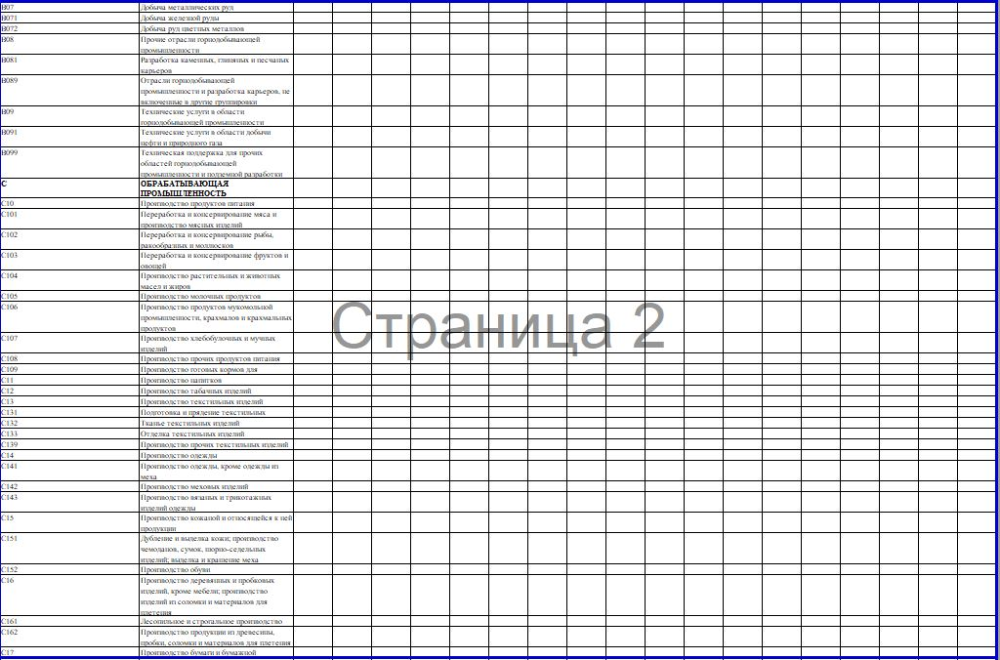 B07 Добыча металлических руд
B071 Добыча железной руды
B072 Добыча руд цветных металлов
B08 Прочие отрасли горнодобывающей
промышленности
B081 Разработка каменных, глиняных и песчаных
карьеров
B089 Отрасли горнодобывающей
промышленности и разработка карьеров, не
включенные в другие группировки
B09 Технические услуги в области
горнодобывающей промышленности
B091 Технические услуги в области добычи
нефти и природного газа
B099 Техническая поддержка для прочих
областей горнодобывающей
промышленности и подземной разработки
C ОБРАБАТЫВАЮЩАЯ
ПРОМЫШЛЕННОСТЬ
C10 Производство продуктов питания
C101 Переработка и консервирование мяса и
производство мясных изделий
C102 Переработка и консервирование рыбы,
ракообразных и моллюсков
C103 Переработка и консервирование фруктов и
овощей
C104 Производство растительных и животных
масел и жиров
C105 Производство молочных продуктов
C106 Производство продуктов мукомольной
промышленности, крахмалов и крахмальных
продуктов
Страница 2
C107 Производство хлебобулочных и мучных
изделий
C108 Производство прочих продуктов питания
C109 Производство готовых кормов для
C11 Производство напитков
C12 Производство табачных изделий
C13 Производство текстильных изделий
C131 Подготовка и прядение текстильных
C132 Тканье текстильных изделий
C133 Отделка текстильных изделий
C139 Производство прочих текстильных изделий
C14 Производство одежды
C141 Производство одежды, кроме одежды из
меха
C142 Производство меховых изделий
C143 Производство вязаных и трикотажных
изделий одежды
C15 Производство кожаной и относящейся к ней
продукции
C151 Дубление и выделка кожи; производство
чемоданов, сумок, шорно-седельных
изделий; выделка и крашение меха
C152 Производство обуви
C16 Производство деревянных и пробковых
изделий, кроме мебели; производство
изделий из соломки и материалов для
плетения
C161 Лесопильное и строгальное производство
C162 Производство продукции из древесины,
пробки, соломки и материалов для плетения
C17 Производство бумаги и бумажной